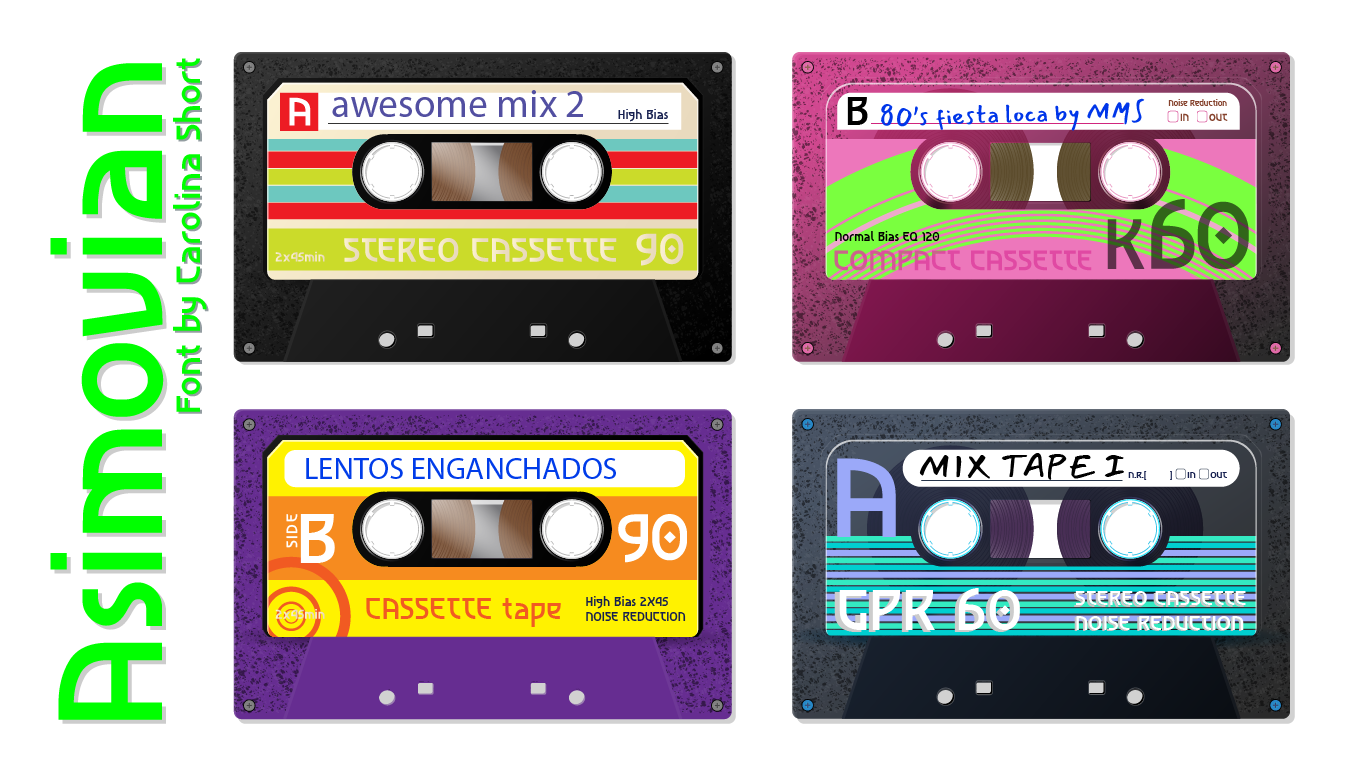 Asimovian
Font by Carolina Short
A awesome mix 2
High Bias
2x45min STEREO CASSETTE 90
B 80's fiesta loca by MMS
Noise Reduction
IN OUT
Normal Bias EQ 120
COMPACT CASSETTE K60
LENTOS ENGANCHADOS
SIDE B 90
2x45min CASSETTE tape
High Bias 2X45
NOISE REDUCTION
A MIX TAPE I N.R.[ ] IN OUT
GPR 60
STEREO CASSETTE
NOISE REDUCTION